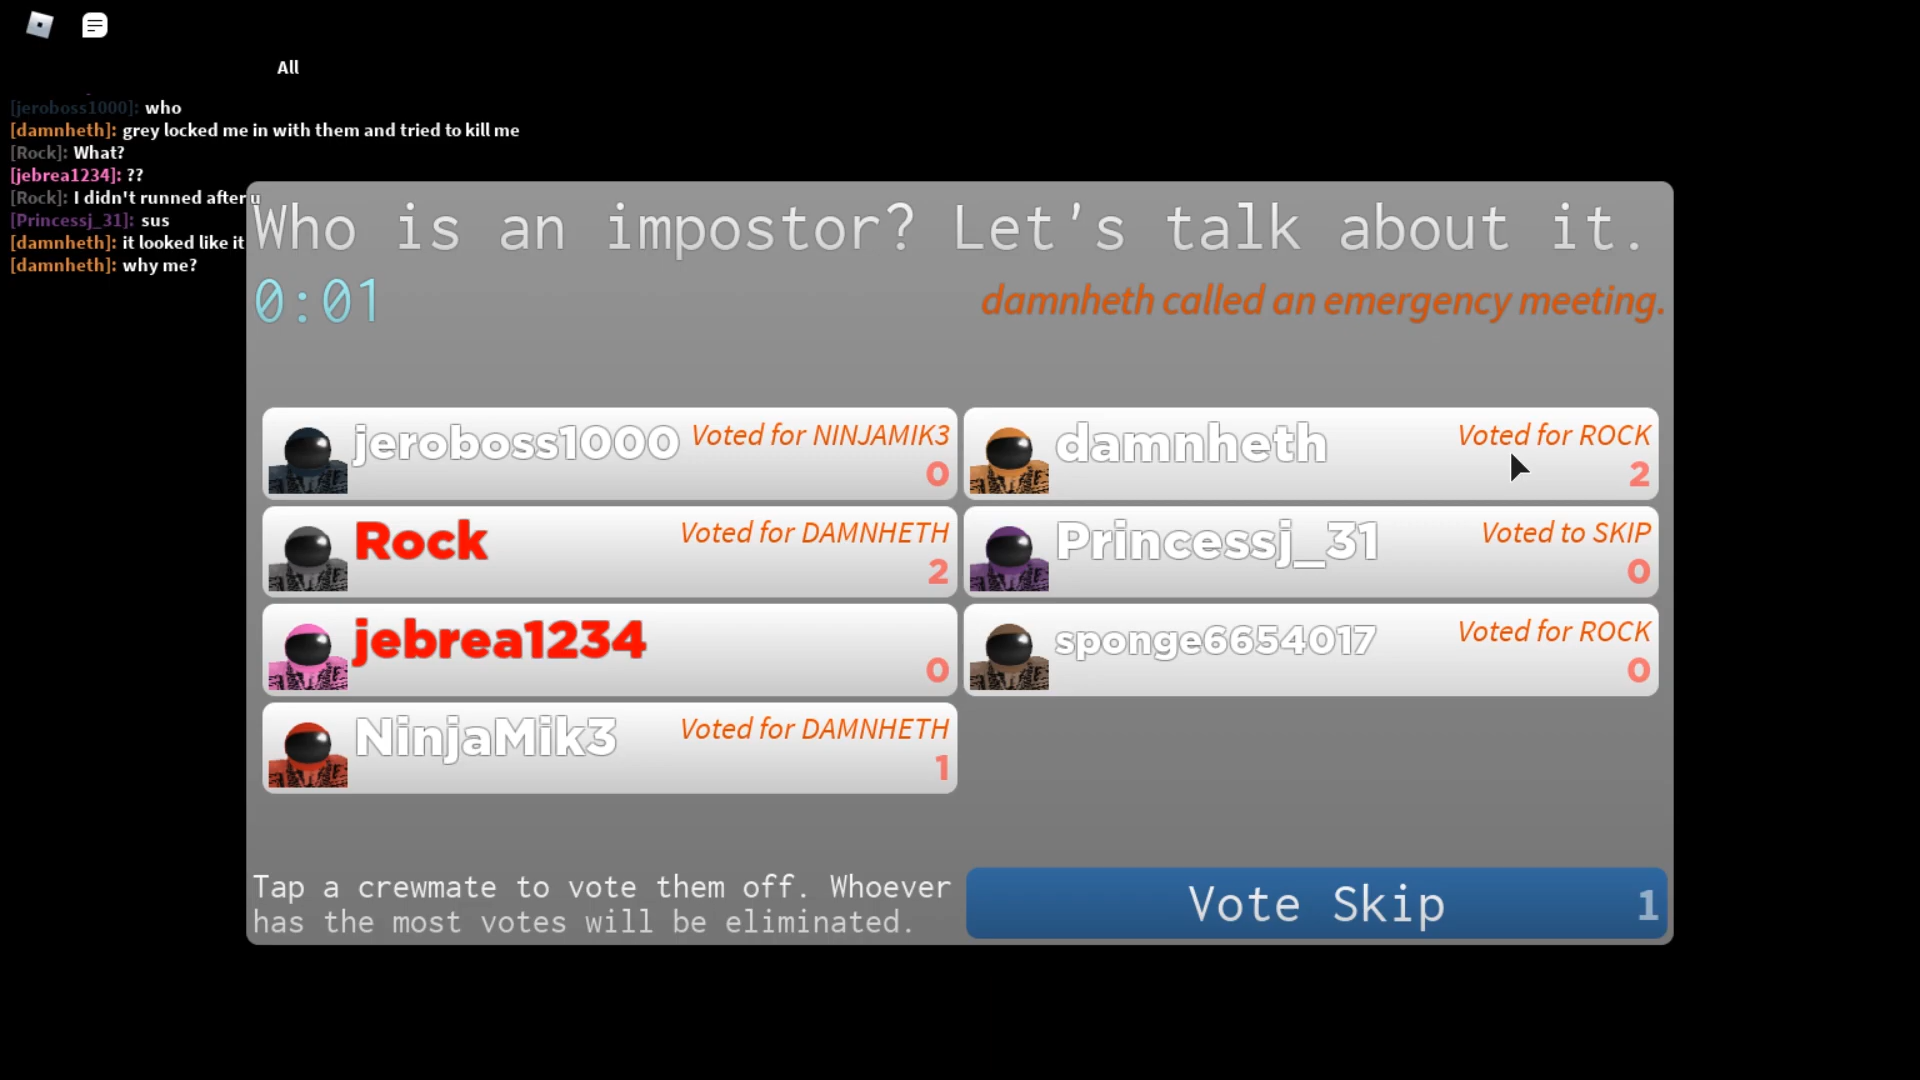 All
[jeroboss1000]: who
[damnheth]: grey locked me in with them and tried to kill me
[Rock]: What?
[jebrea1234]: ??
[Rock]: I didn't runned after u
[Princessj_31]: sus
[damnheth]: it looked like it
[damnheth]: why me?
Who is an impostor? Let's talk about it.
0:01
damnheth called an emergency meeting.
jeroboss1000 Voted for NINJAMIK3
0
damnheth Voted for ROCK
2
Rock Voted for DAMNHETH
2
Princessj_31 Voted to SKIP
0
jebrea1234
0
sponge6654017 Voted for ROCK
0
NinjaMik3 Voted for DAMNHETH
1
Tap a crewmate to vote them off. Whoever
has the most votes will be eliminated.
Vote Skip 1